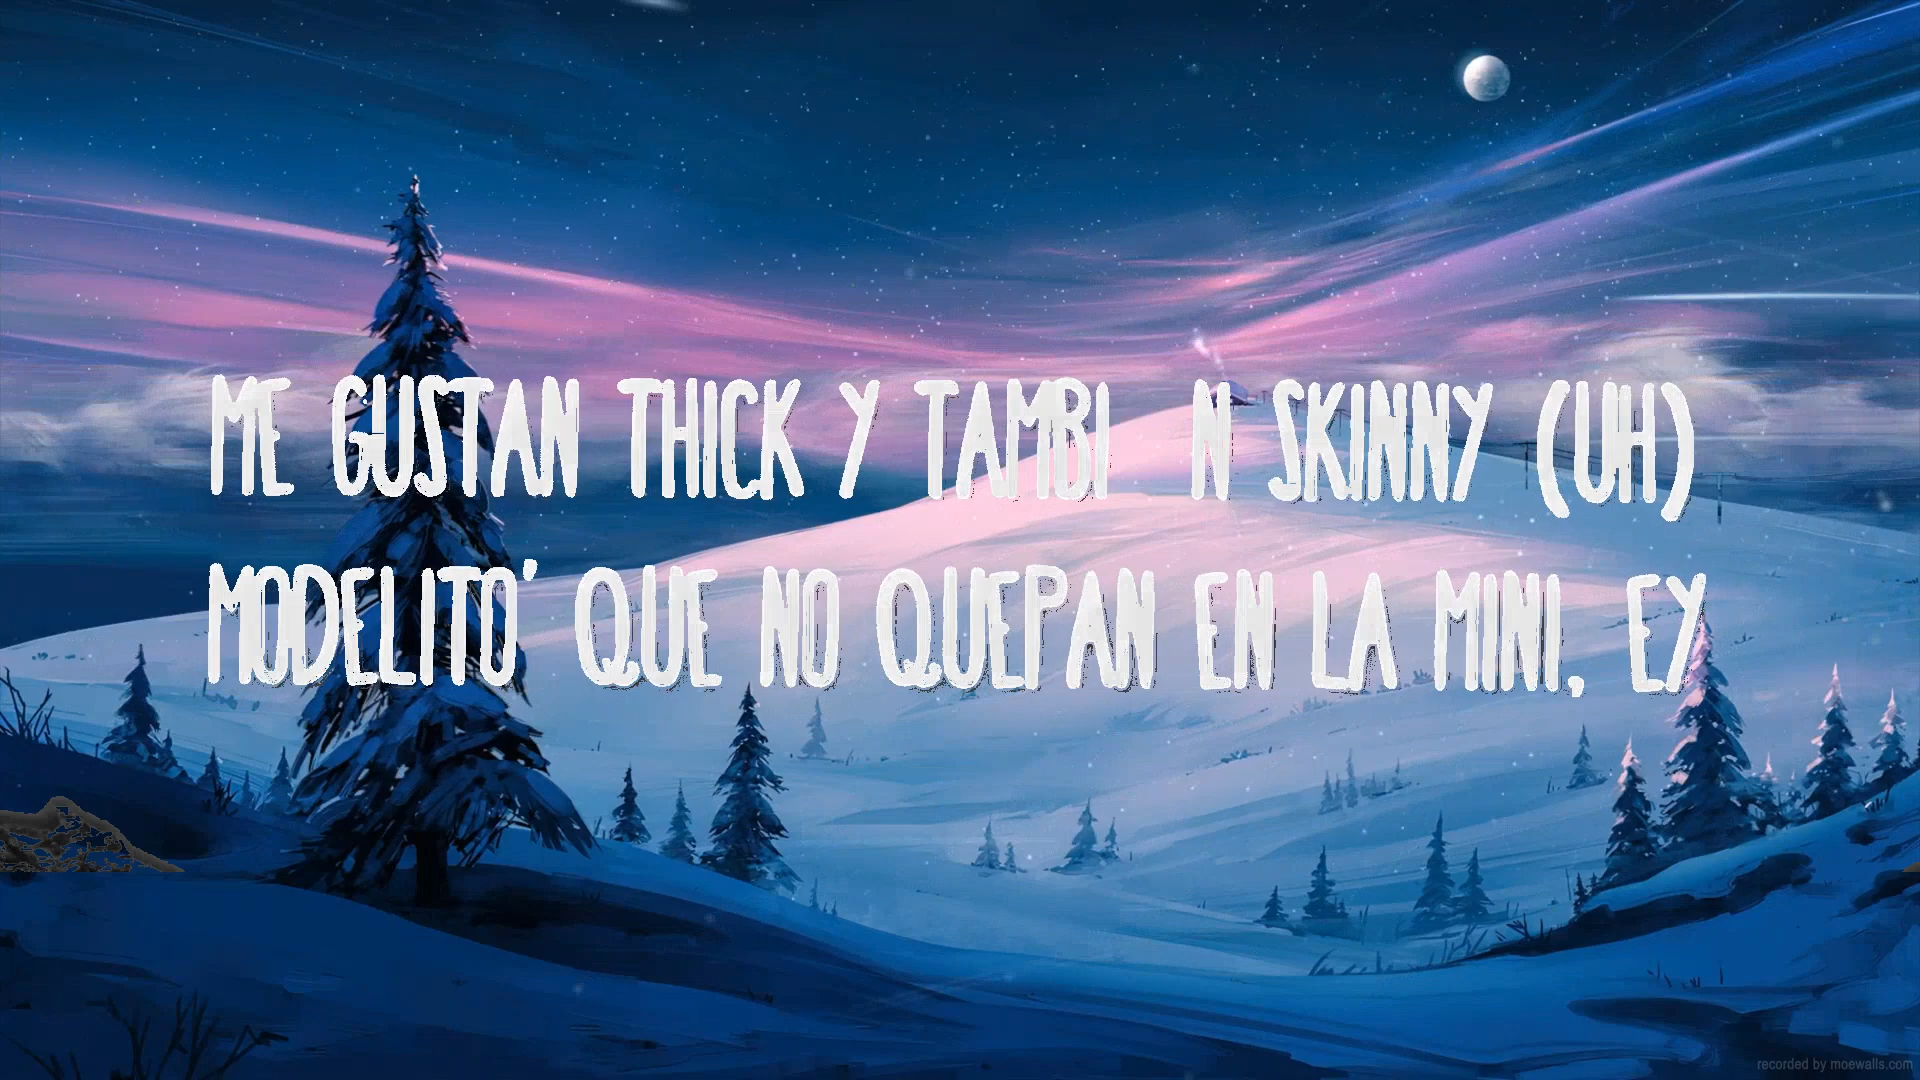 ME GUSTAN THICK Y TAMBI N SKINNY (UH)
MODELITO' QUE NO QUEPAN EN LA MINI, EY
recorded by moewalls.com